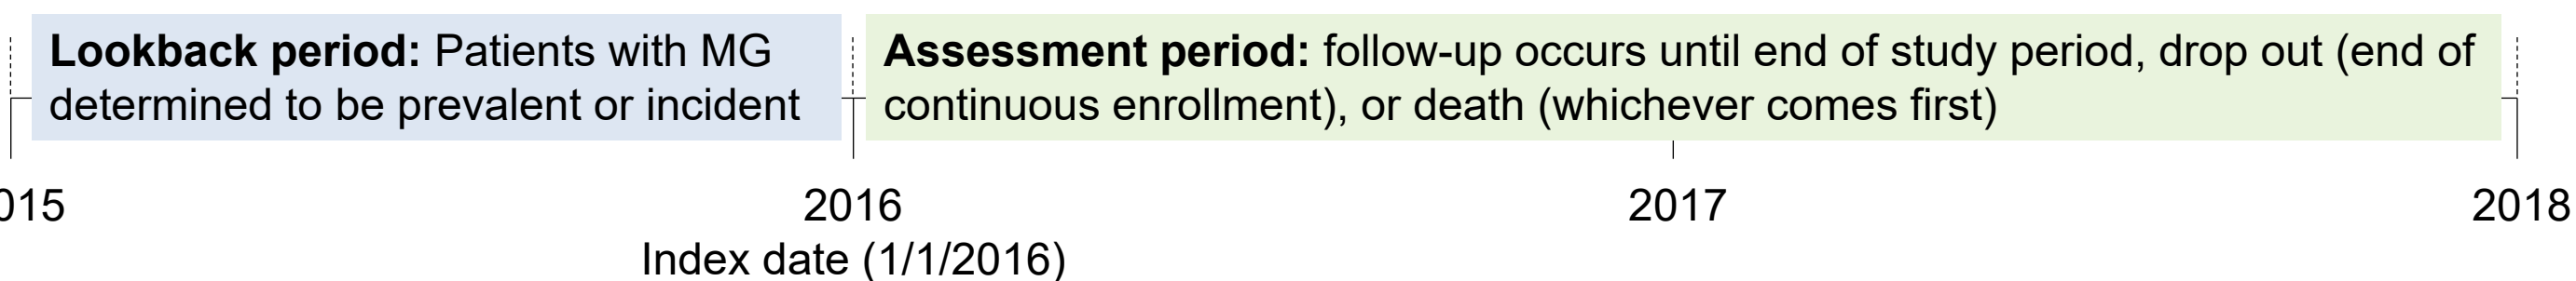 Lookback period: Patients with MG
determined to be prevalent or incident
Assessment period: follow-up occurs until end of study period, drop out (end of
continuous enrollment), or death (whichever comes first)
015 2016 2017 2018
Index date (1/1/2016)